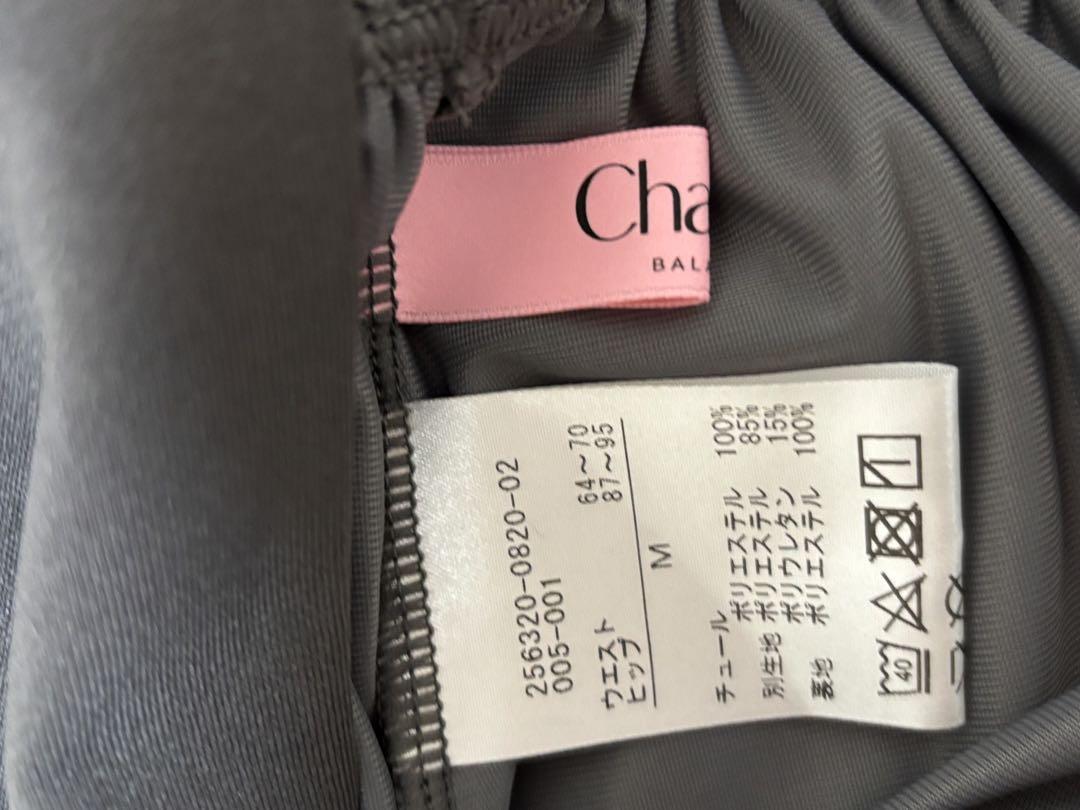 Cha
BAL
256320-0820-02
005-001
ウエスト 64～70
ヒップ 87～95
M
チュール
ポリエステル 100%
別生地 ポリエステル 85%
ポリウレタン 15%
裏地 ポリエステル 100%
40